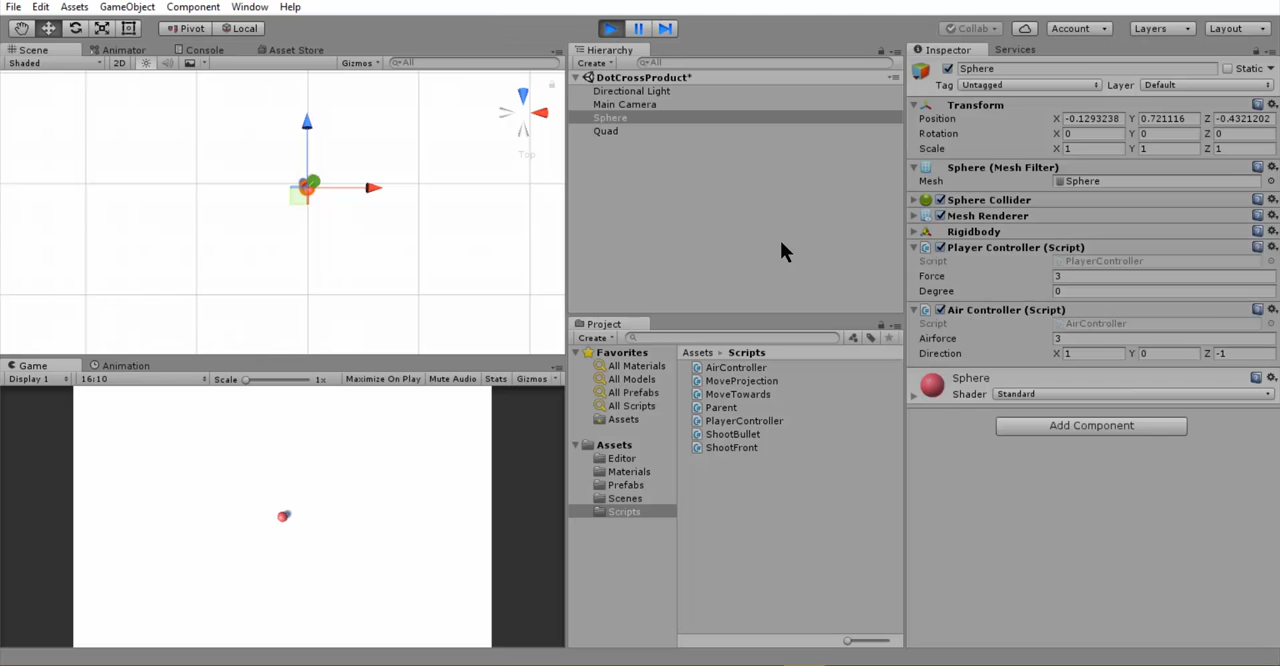 File Edit Assets GameObject Component Window Help
Pivot Local Collab Account Layers Layout
Scene Animator Console Asset Store
Shaded 2D Gizmos All
Top
Game Animation
Display 1 16:10 Scale 1x Maximize On Play Mute Audio Stats Gizmos
Hierarchy
Create All
DotCrossProduct*
Directional Light
Main Camera
Sphere
Quad
Project
Create
Favorites
All Materials
All Models
All Prefabs
All Scripts
Assets
Assets
Editor
Materials
Prefabs
Scenes
Scripts
Assets Scripts
AirController
MoveProjection
MoveTowards
Parent
PlayerController
ShootBullet
ShootFront
Inspector Services
Sphere Static
Tag Untagged Layer Default
Transform
Position X -0.1293238 Y 0.721116 Z -0.4321202
Rotation X 0 Y 0 Z 0
Scale X 1 Y 1 Z 1
Sphere (Mesh Filter)
Mesh Sphere
Sphere Collider
Mesh Renderer
Rigidbody
Player Controller (Script)
Script PlayerController
Force 3
Degree 0
Air Controller (Script)
Script AirController
Airforce 3
Direction X 1 Y 0 Z -1
Sphere
Shader Standard
Add Component